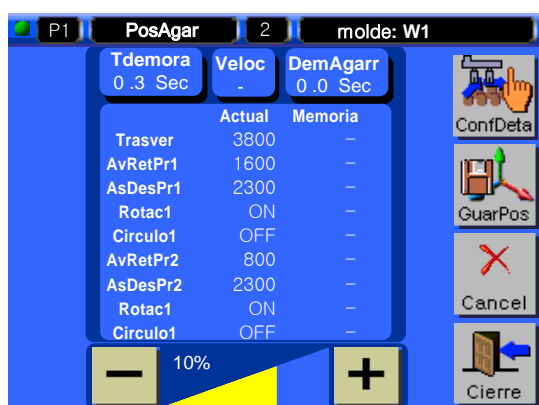 P1 PosAgar 2 molde: W1
Tdemora Veloc DemAgarr
0 .3 Sec - 0 .0 Sec
Actual Memoria
Trasver 3800 –
AvRetPr1 1600 –
AsDesPr1 2300 –
Rotac1 ON –
Circulo1 OFF –
AvRetPr2 800 –
AsDesPr2 2300 –
Rotac1 ON –
Circulo1 OFF –
– 10% +
ConfDeta
GuarPos
Cancel
Cierre